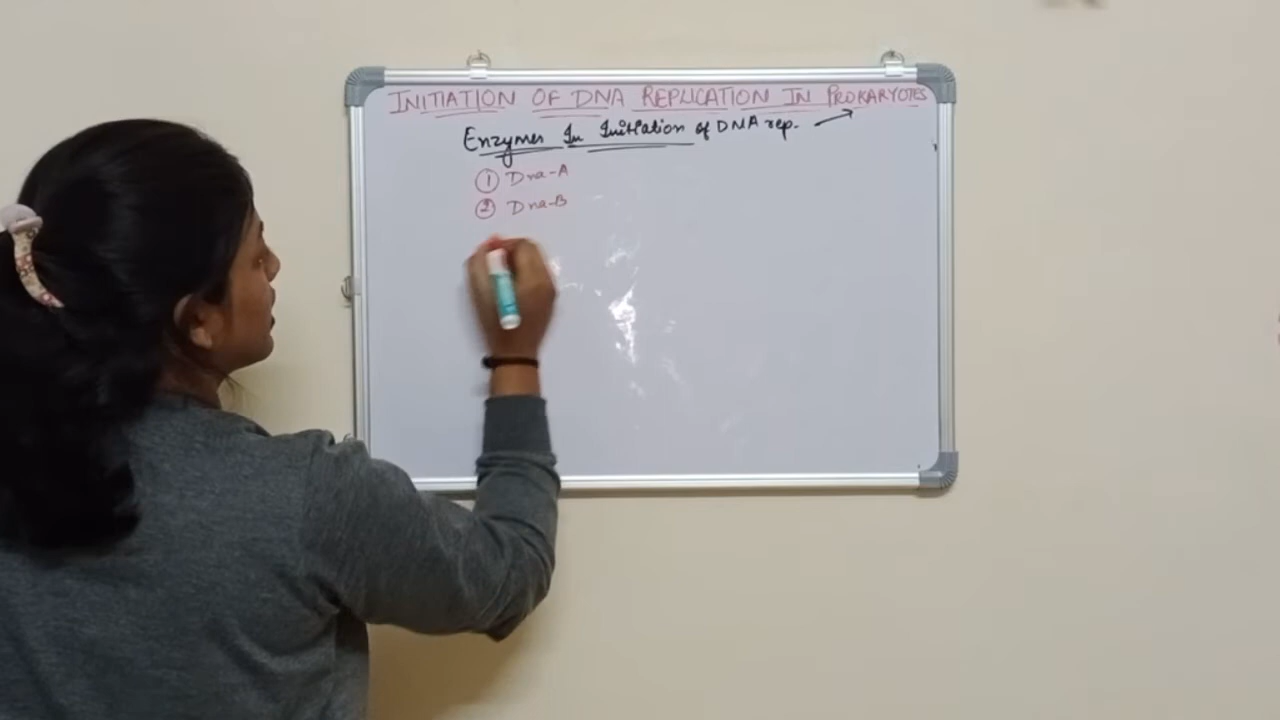 INITIATION OF DNA REPLICATION IN PROKARYOTES
Enzymes In Initiation of DNA rep. →
① Dna-A
② Dna-B